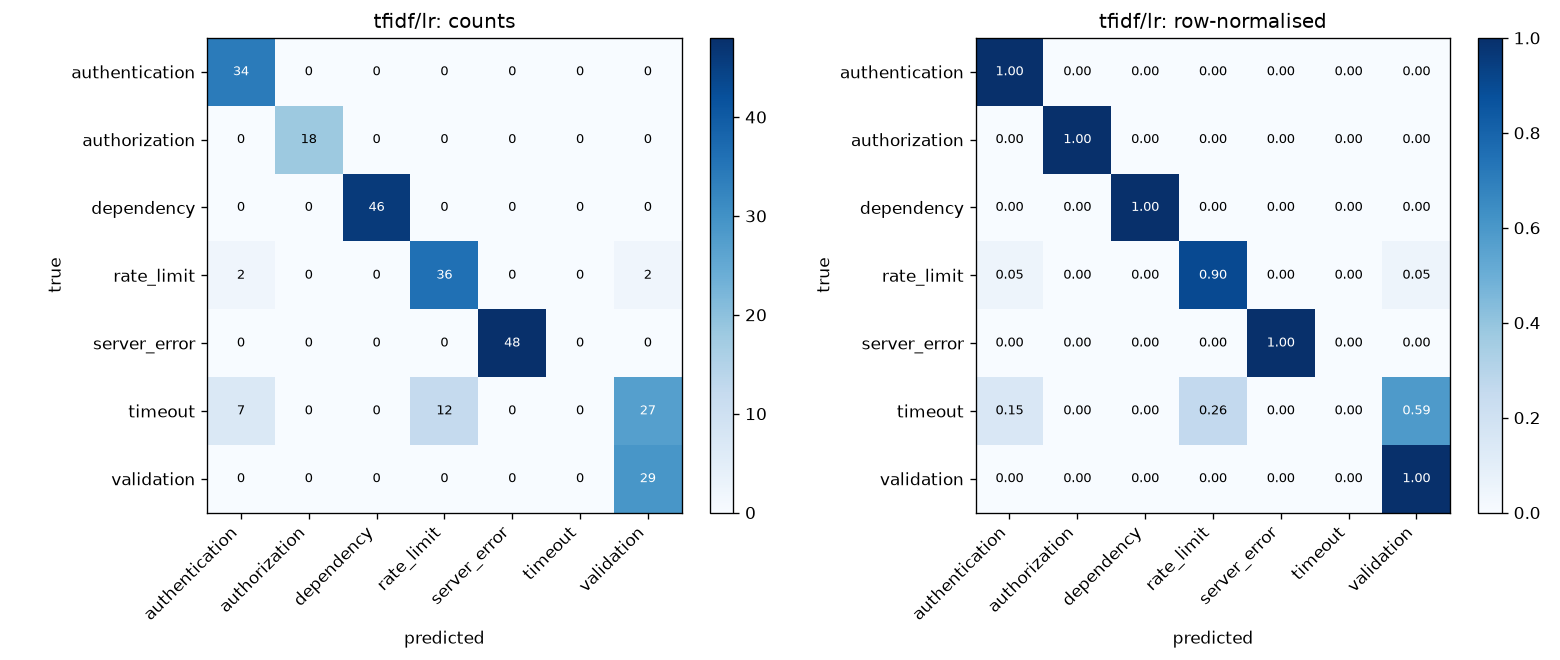 tfidf/lr: counts
true
authentication 34 0 0 0 0 0 0
authorization 0 18 0 0 0 0 0
dependency 0 0 46 0 0 0 0
rate_limit 2 0 0 36 0 0 2
server_error 0 0 0 0 48 0 0
timeout 7 0 0 12 0 0 27
validation 0 0 0 0 0 0 29
authentication
authorization
dependency
rate_limit
server_error
timeout
validation
predicted
40
30
20
10
0
tfidf/lr: row-normalised
true
authentication 1.00 0.00 0.00 0.00 0.00 0.00 0.00
authorization 0.00 1.00 0.00 0.00 0.00 0.00 0.00
dependency 0.00 0.00 1.00 0.00 0.00 0.00 0.00
rate_limit 0.05 0.00 0.00 0.90 0.00 0.00 0.05
server_error 0.00 0.00 0.00 0.00 1.00 0.00 0.00
timeout 0.15 0.00 0.00 0.26 0.00 0.00 0.59
validation 0.00 0.00 0.00 0.00 0.00 0.00 1.00
authentication
authorization
dependency
rate_limit
server_error
timeout
validation
predicted
1.0
0.8
0.6
0.4
0.2
0.0